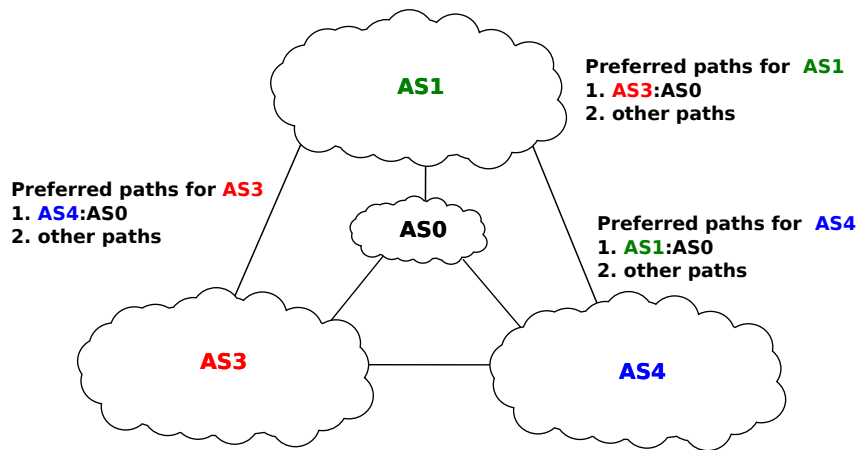 AS1
Preferred paths for AS1
1. AS3:AS0
2. other paths
Preferred paths for AS3
1. AS4:AS0
2. other paths
AS0
Preferred paths for AS4
1. AS1:AS0
2. other paths
AS3
AS4